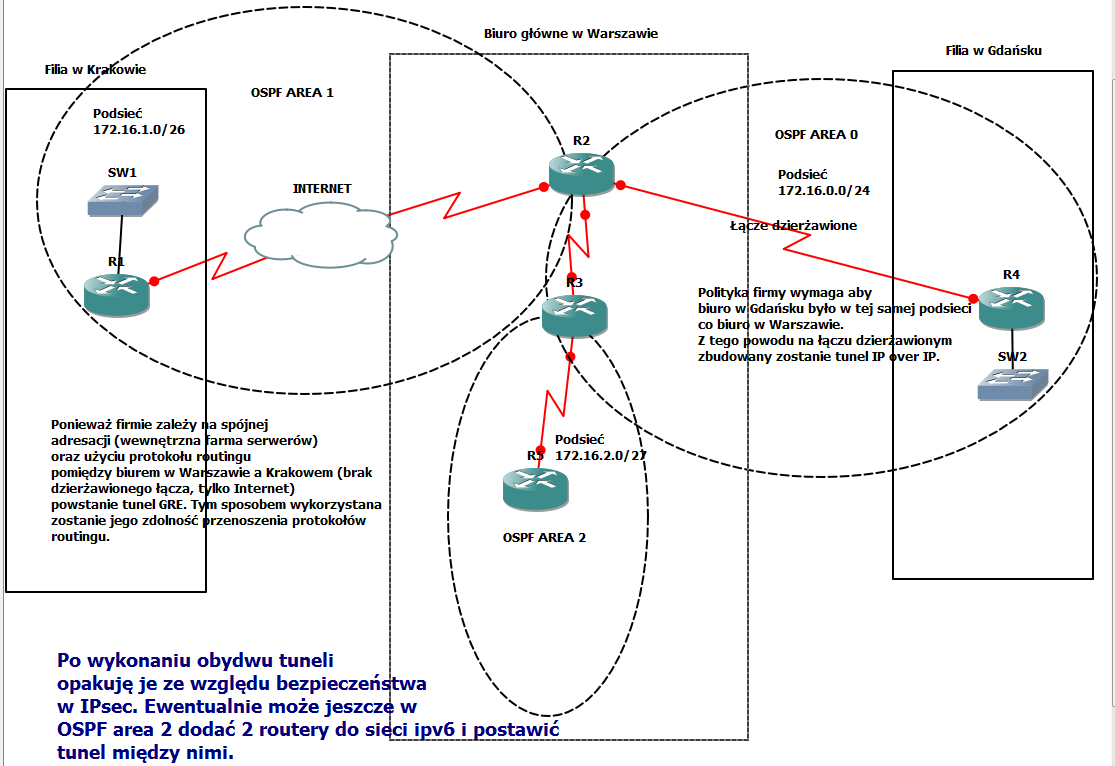 Biuro główne w Warszawie
Filia w Gdańsku
Filia w Krakowie
OSPF AREA 1
Podsieć
172.16.1.0/26
OSPF AREA 0
R2
SW1
INTERNET
Podsieć
172.16.0.0/24
Łącze dzierżawione
R1
R3
R4
Polityka firmy wymaga aby
biuro w Gdańsku było w tej samej podsieci
co biuro w Warszawie.
Z tego powodu na łączu dzierżawionym
zbudowany zostanie tunel IP over IP.
SW2
Ponieważ firmie zależy na spójnej
adresacji (wewnętrzna farma serwerów)
oraz użyciu protokołu routingu
pomiędzy biurem w Warszawie a Krakowem (brak
dzierżawionego łącza, tylko Internet)
powstanie tunel GRE. Tym sposobem wykorzystana
zostanie jego zdolność przenoszenia protokołów
routingu.
Podsieć
172.16.2.0/27
R5
OSPF AREA 2
Po wykonaniu obydwu tuneli
opakuję je ze względu bezpieczeństwa
w IPsec. Ewentualnie może jeszcze w
OSPF area 2 dodać 2 routery do sieci ipv6 i postawić
tunel między nimi.